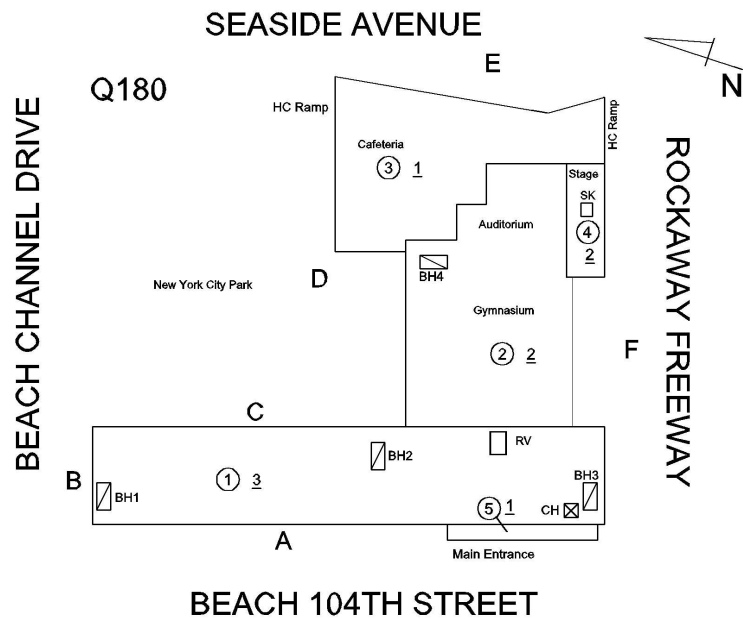 SEASIDE AVENUE
E
N
Q180
HC Ramp
HC Ramp
Cafeteria
3 1
Stage
SK
4
2
Auditorium
BEACH CHANNEL DRIVE
ROCKAWAY FREEWAY
D
BH4
New York City Park
Gymnasium
2 2
F
C
RV
B
BH1
1 3
BH2
BH3
5 1
CH
A
Main Entrance
BEACH 104TH STREET